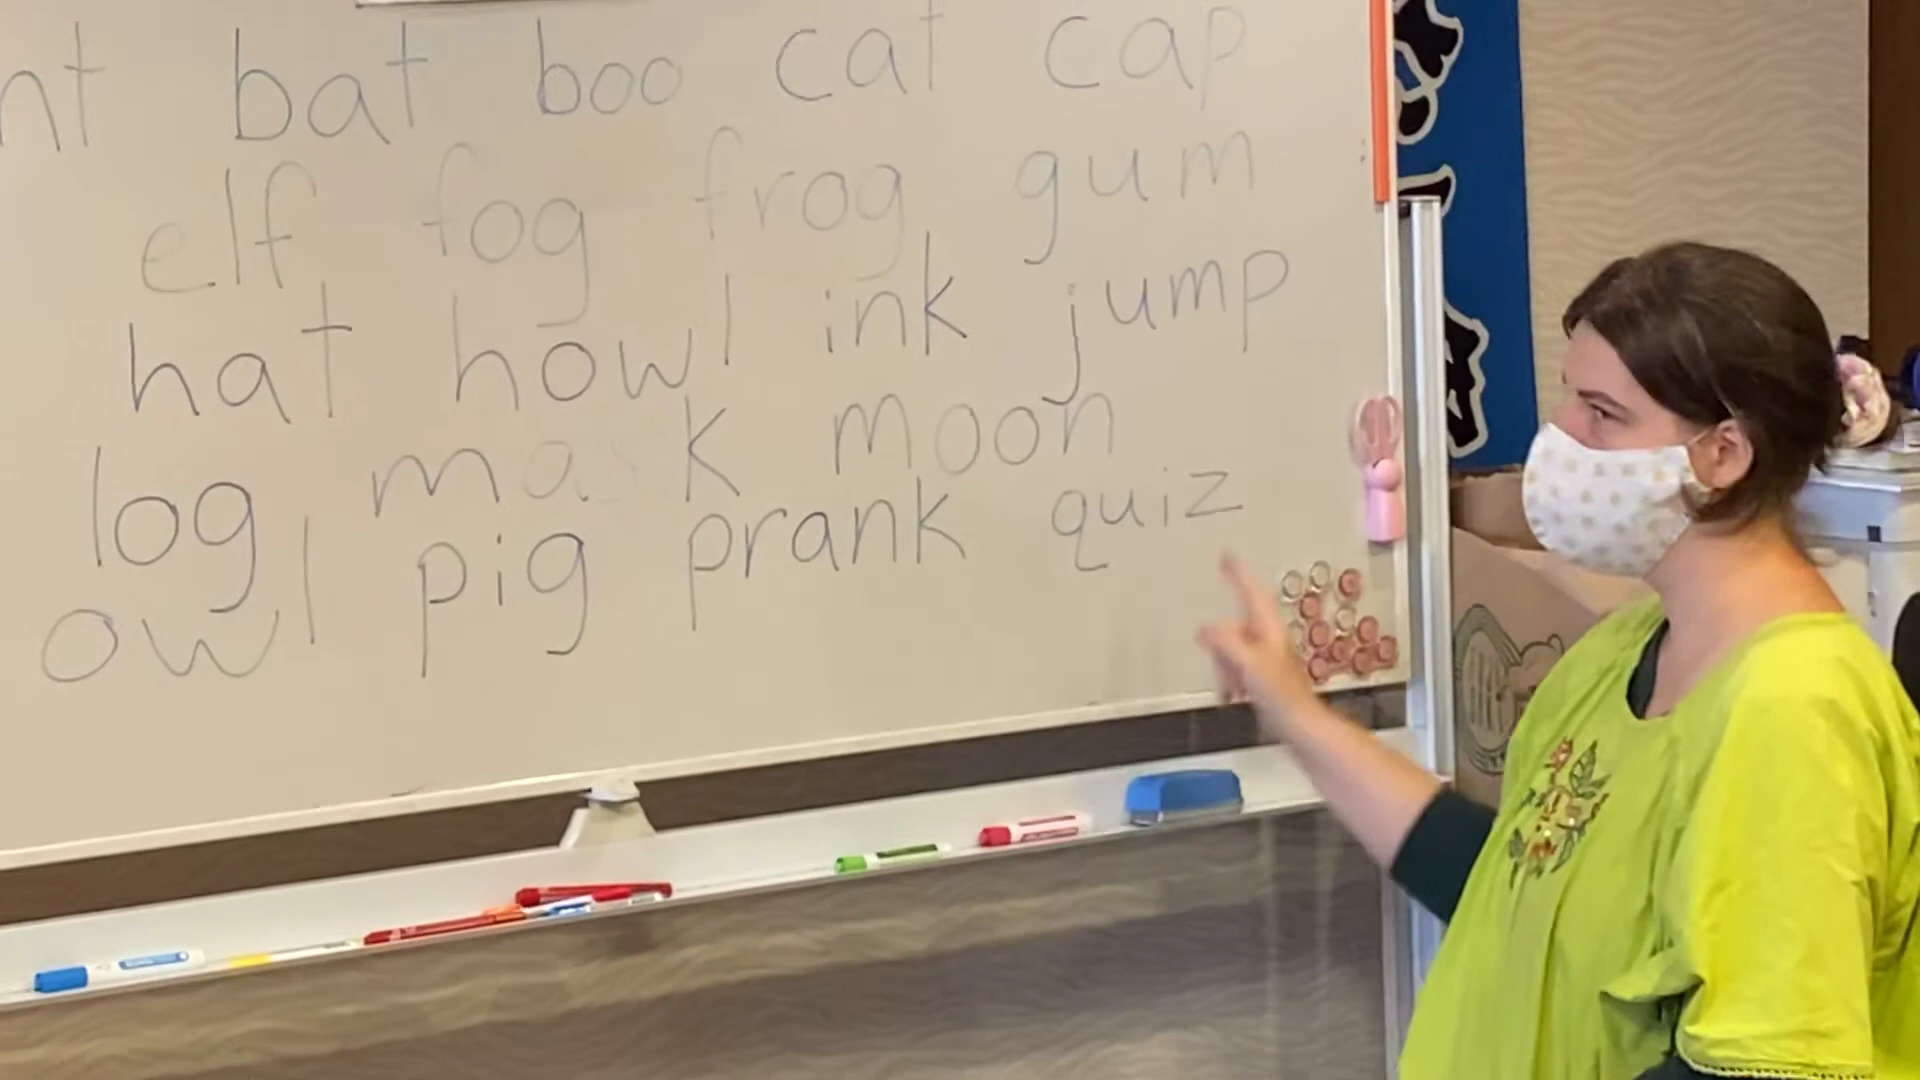 nt bat boo cat cap
elf fog frog gum
hat howl ink jump
log mask moon
owl pig prank quiz